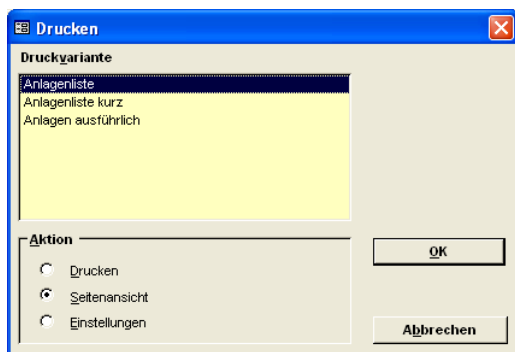 Drucken
Druckvariante
Anlagenliste
Anlagenliste kurz
Anlagen ausführlich
Aktion
Drucken
Seitenansicht
Einstellungen
OK
Abbrechen